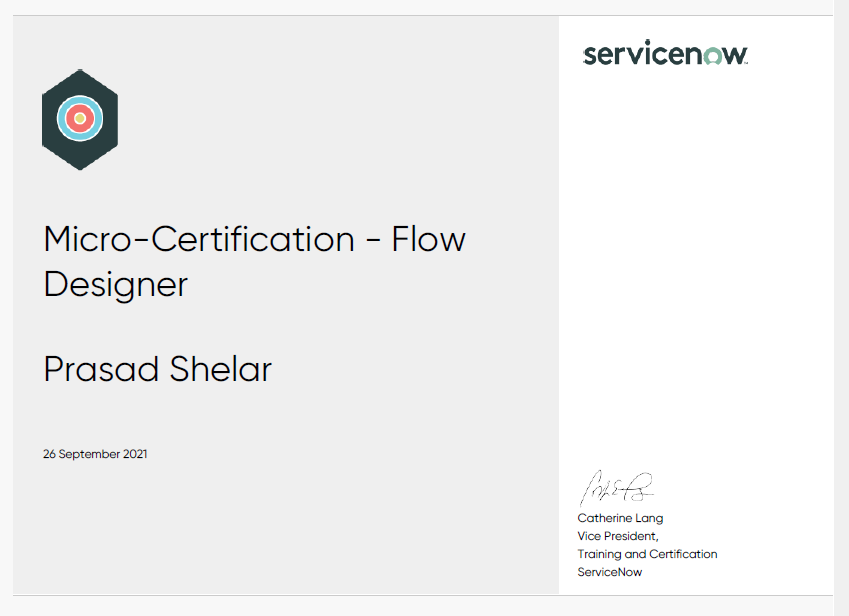 servicenow
Micro-Certification - Flow
Designer
Prasad Shelar
26 September 2021
Catherine Lang
Vice President,
Training and Certification
ServiceNow